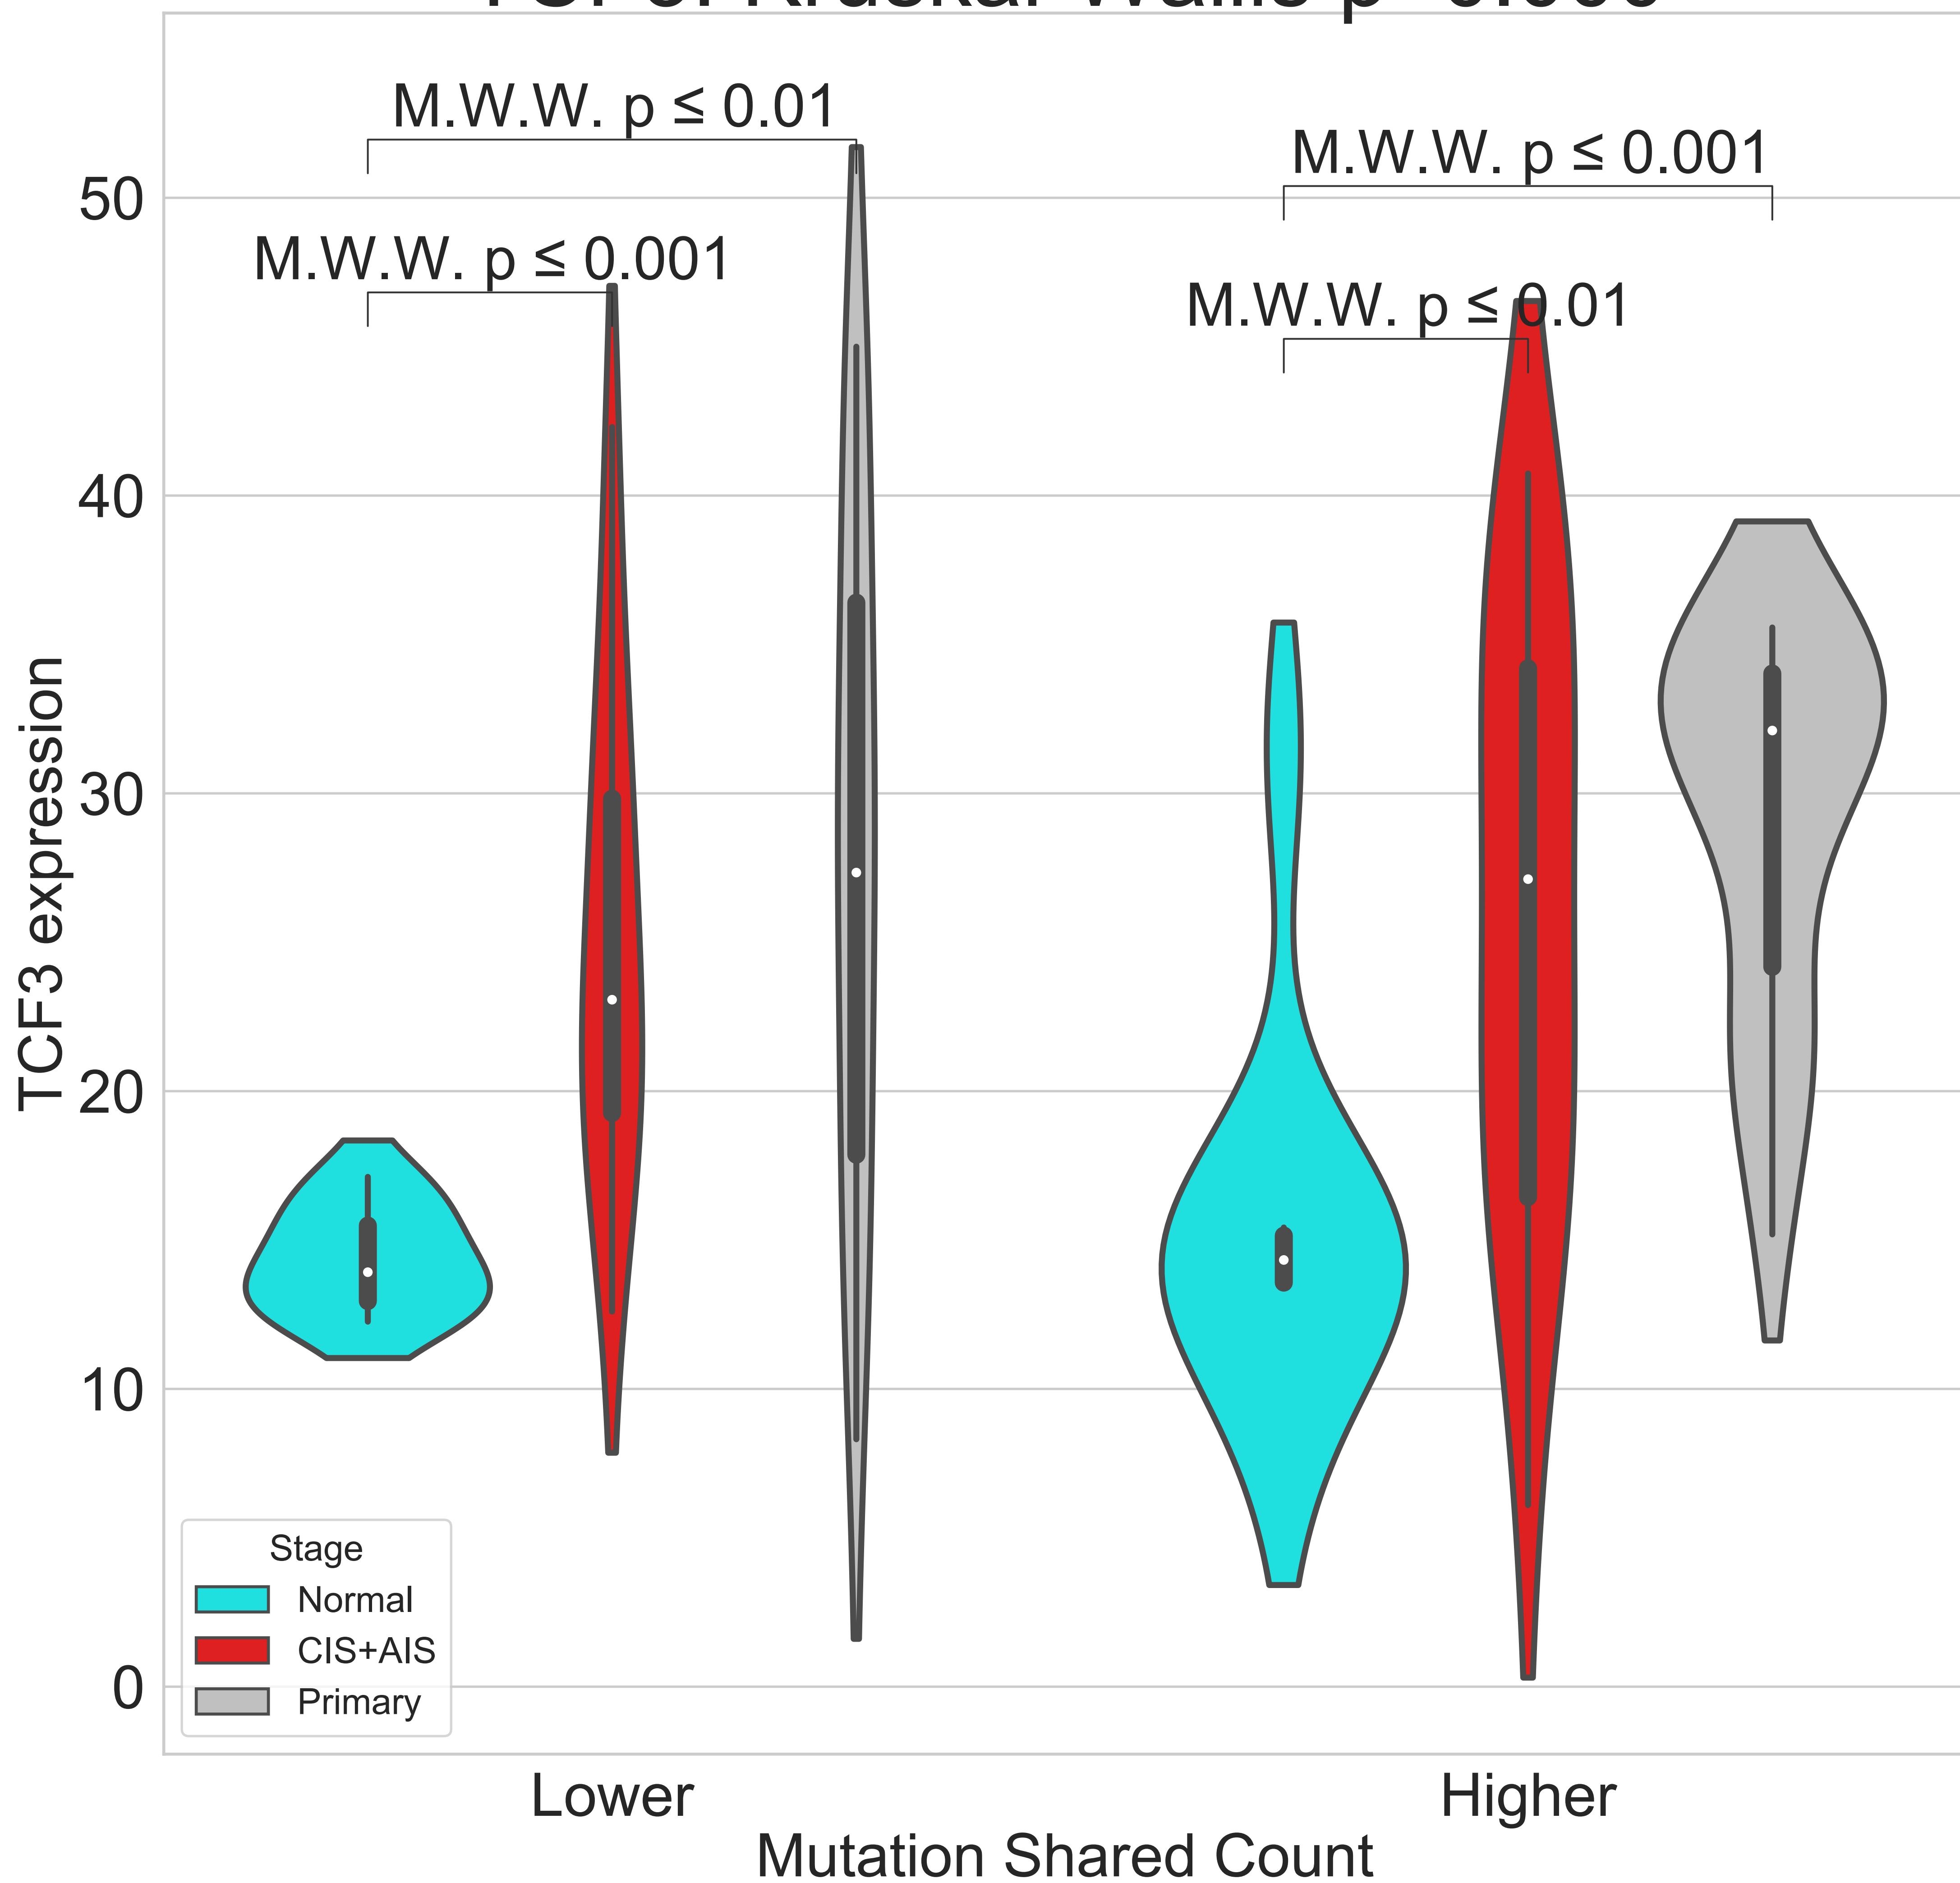 M.W.W. p ≤ 0.01
M.W.W. p ≤ 0.001
M.W.W. p ≤ 0.001
M.W.W. p ≤ 0.01
50
40
30
20
10
0
TCF3 expression
Stage
Normal
CIS+AIS
Primary
Lower
Higher
Mutation Shared Count